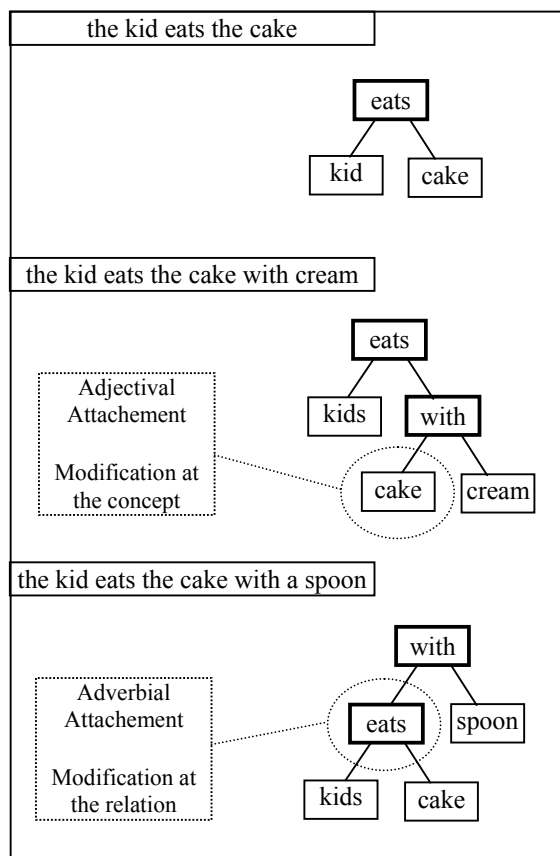 the kid eats the cake
eats
kid cake
the kid eats the cake with cream
eats
Adjectival
Attachement
kids with
Modification at
the concept
cake cream
the kid eats the cake with a spoon
with
Adverbial
Attachement
eats spoon
Modification at
the relation
kids cake